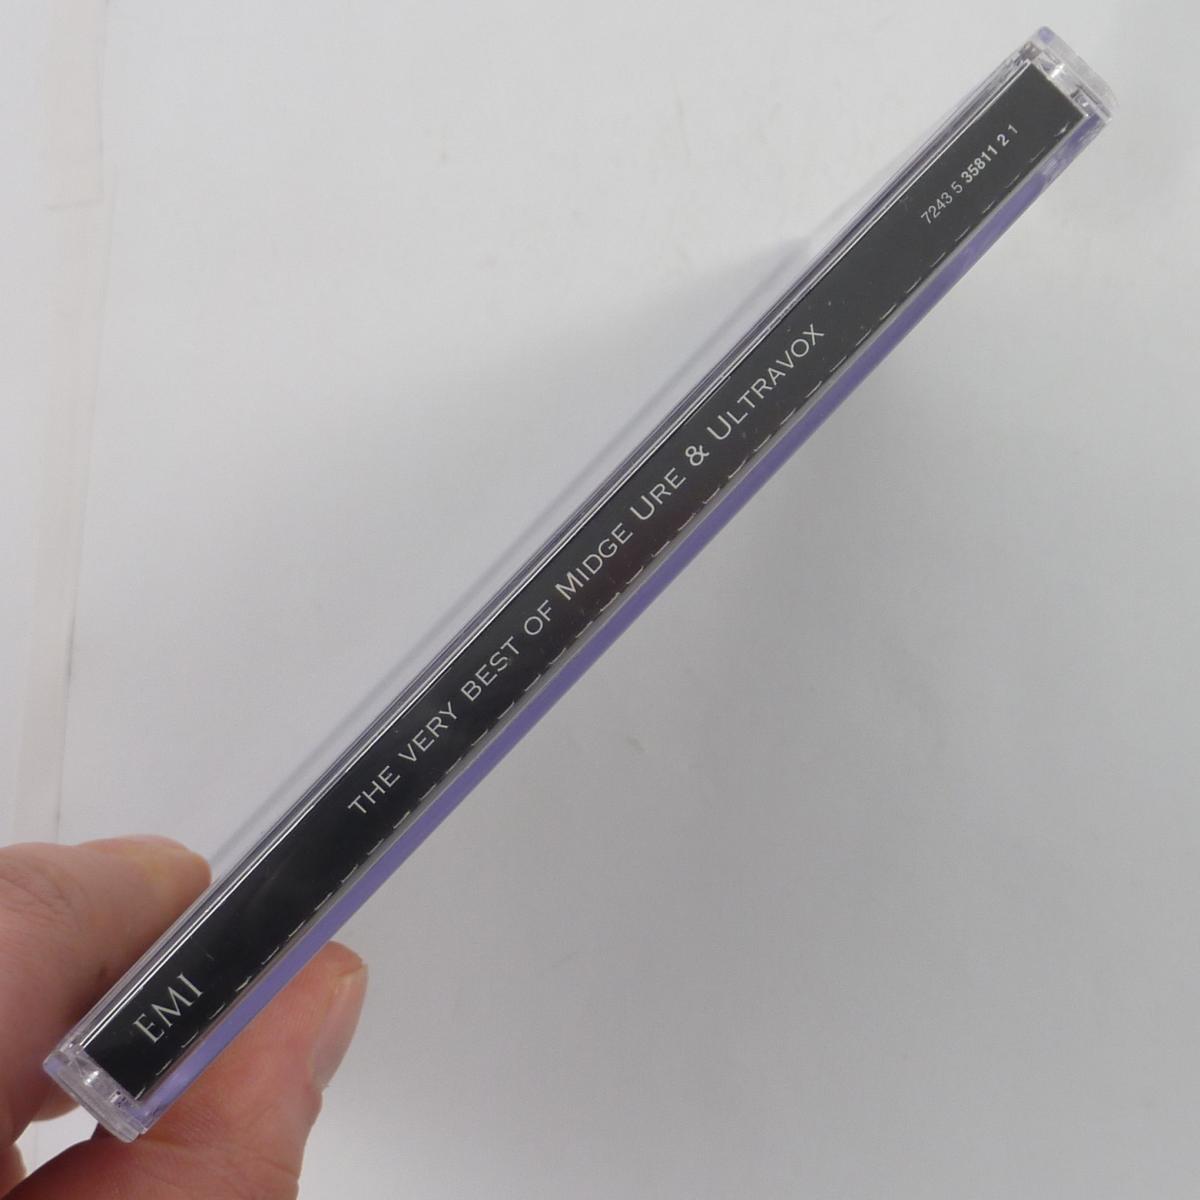 EMI
THE VERY BEST OF MIDGE URE & ULTRAVOX
7243 5 35811 2 1